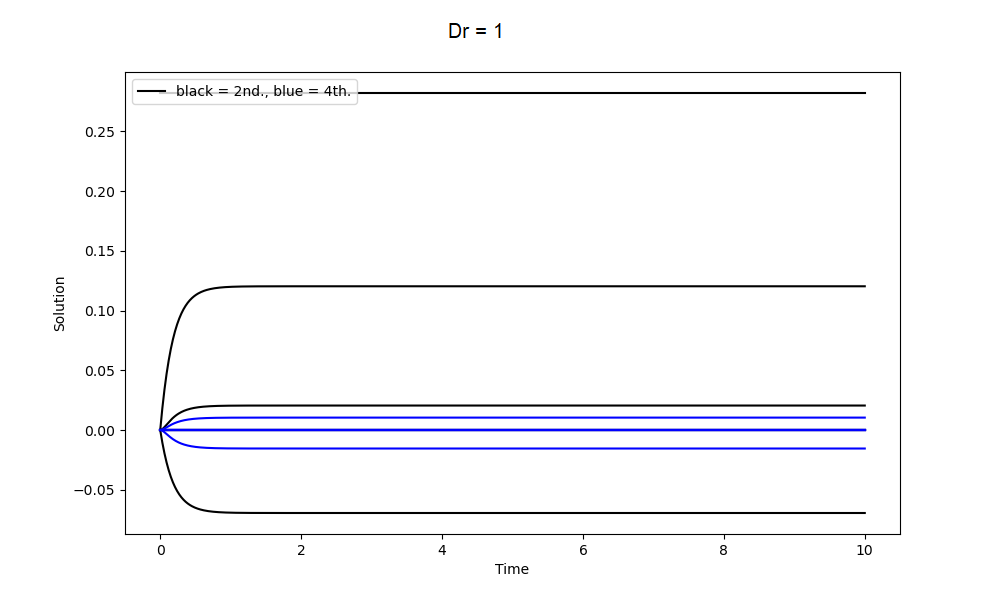 Dr = 1
black = 2nd., blue = 4th.
0.25
0.20
0.15
0.10
0.05
0.00
−0.05
Solution
0 2 4 6 8 10
Time